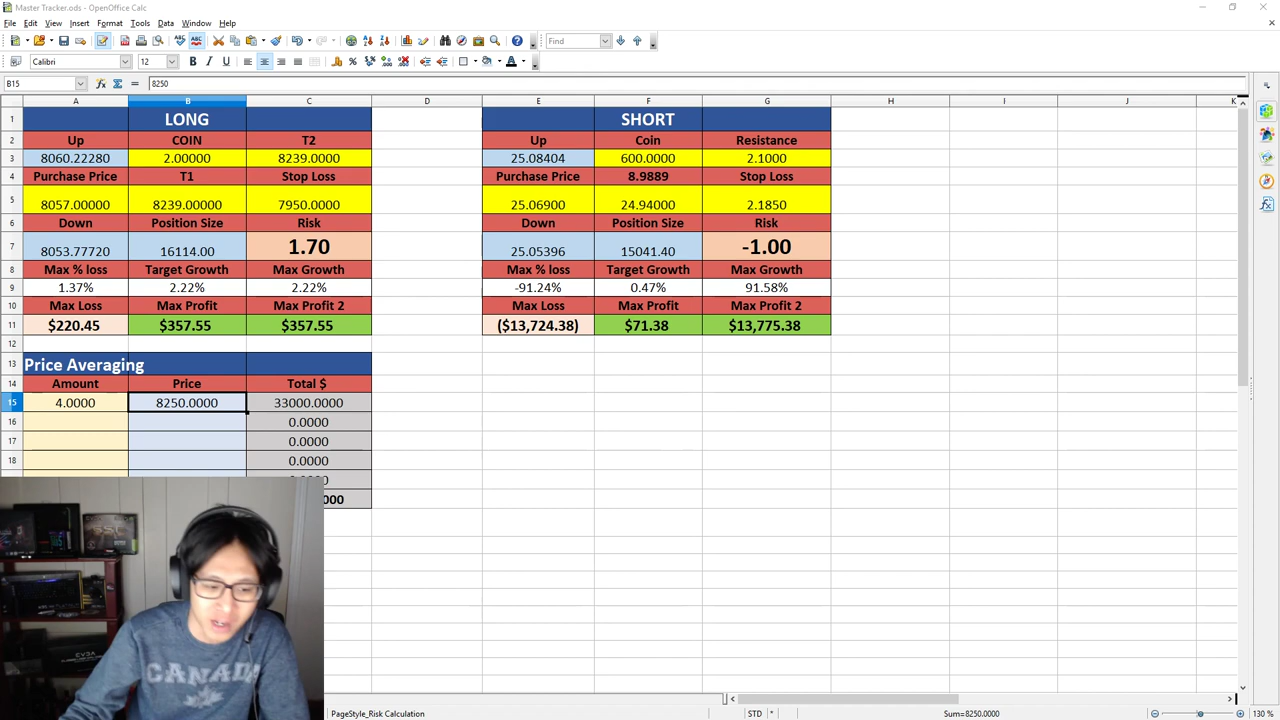 Master Tracker.ods - OpenOffice Calc
File Edit View Insert Format Tools Data Window Help
Find
Calibri 12
B15 8250
A B C D E F G H I J K
1 LONG SHORT
2 Up COIN T2 Up Coin Resistance
3 8060.22280 2.00000 8239.0000 25.08404 600.0000 2.1000
4 Purchase Price T1 Stop Loss Purchase Price 8.9889 Stop Loss
5 8057.00000 8239.00000 7950.0000 25.06900 24.94000 2.1850
6 Down Position Size Risk Down Position Size Risk
7 8053.77720 16114.00 1.70 25.05396 15041.40 -1.00
8 Max % loss Target Growth Max Growth Max % loss Target Growth Max Growth
9 1.37% 2.22% 2.22% -91.24% 0.47% 91.58%
10 Max Loss Max Profit Max Profit 2 Max Loss Max Profit Max Profit 2
11 $220.45 $357.55 $357.55 ($13,724.38) $71.38 $13,775.38
12
13 Price Averaging
14 Amount Price Total $
15 4.0000 8250.0000 33000.0000
16 0.0000
17 0.0000
18 0.0000
CANADA
PageStyle_Risk Calculation STD * Sum=8250.0000 130 %